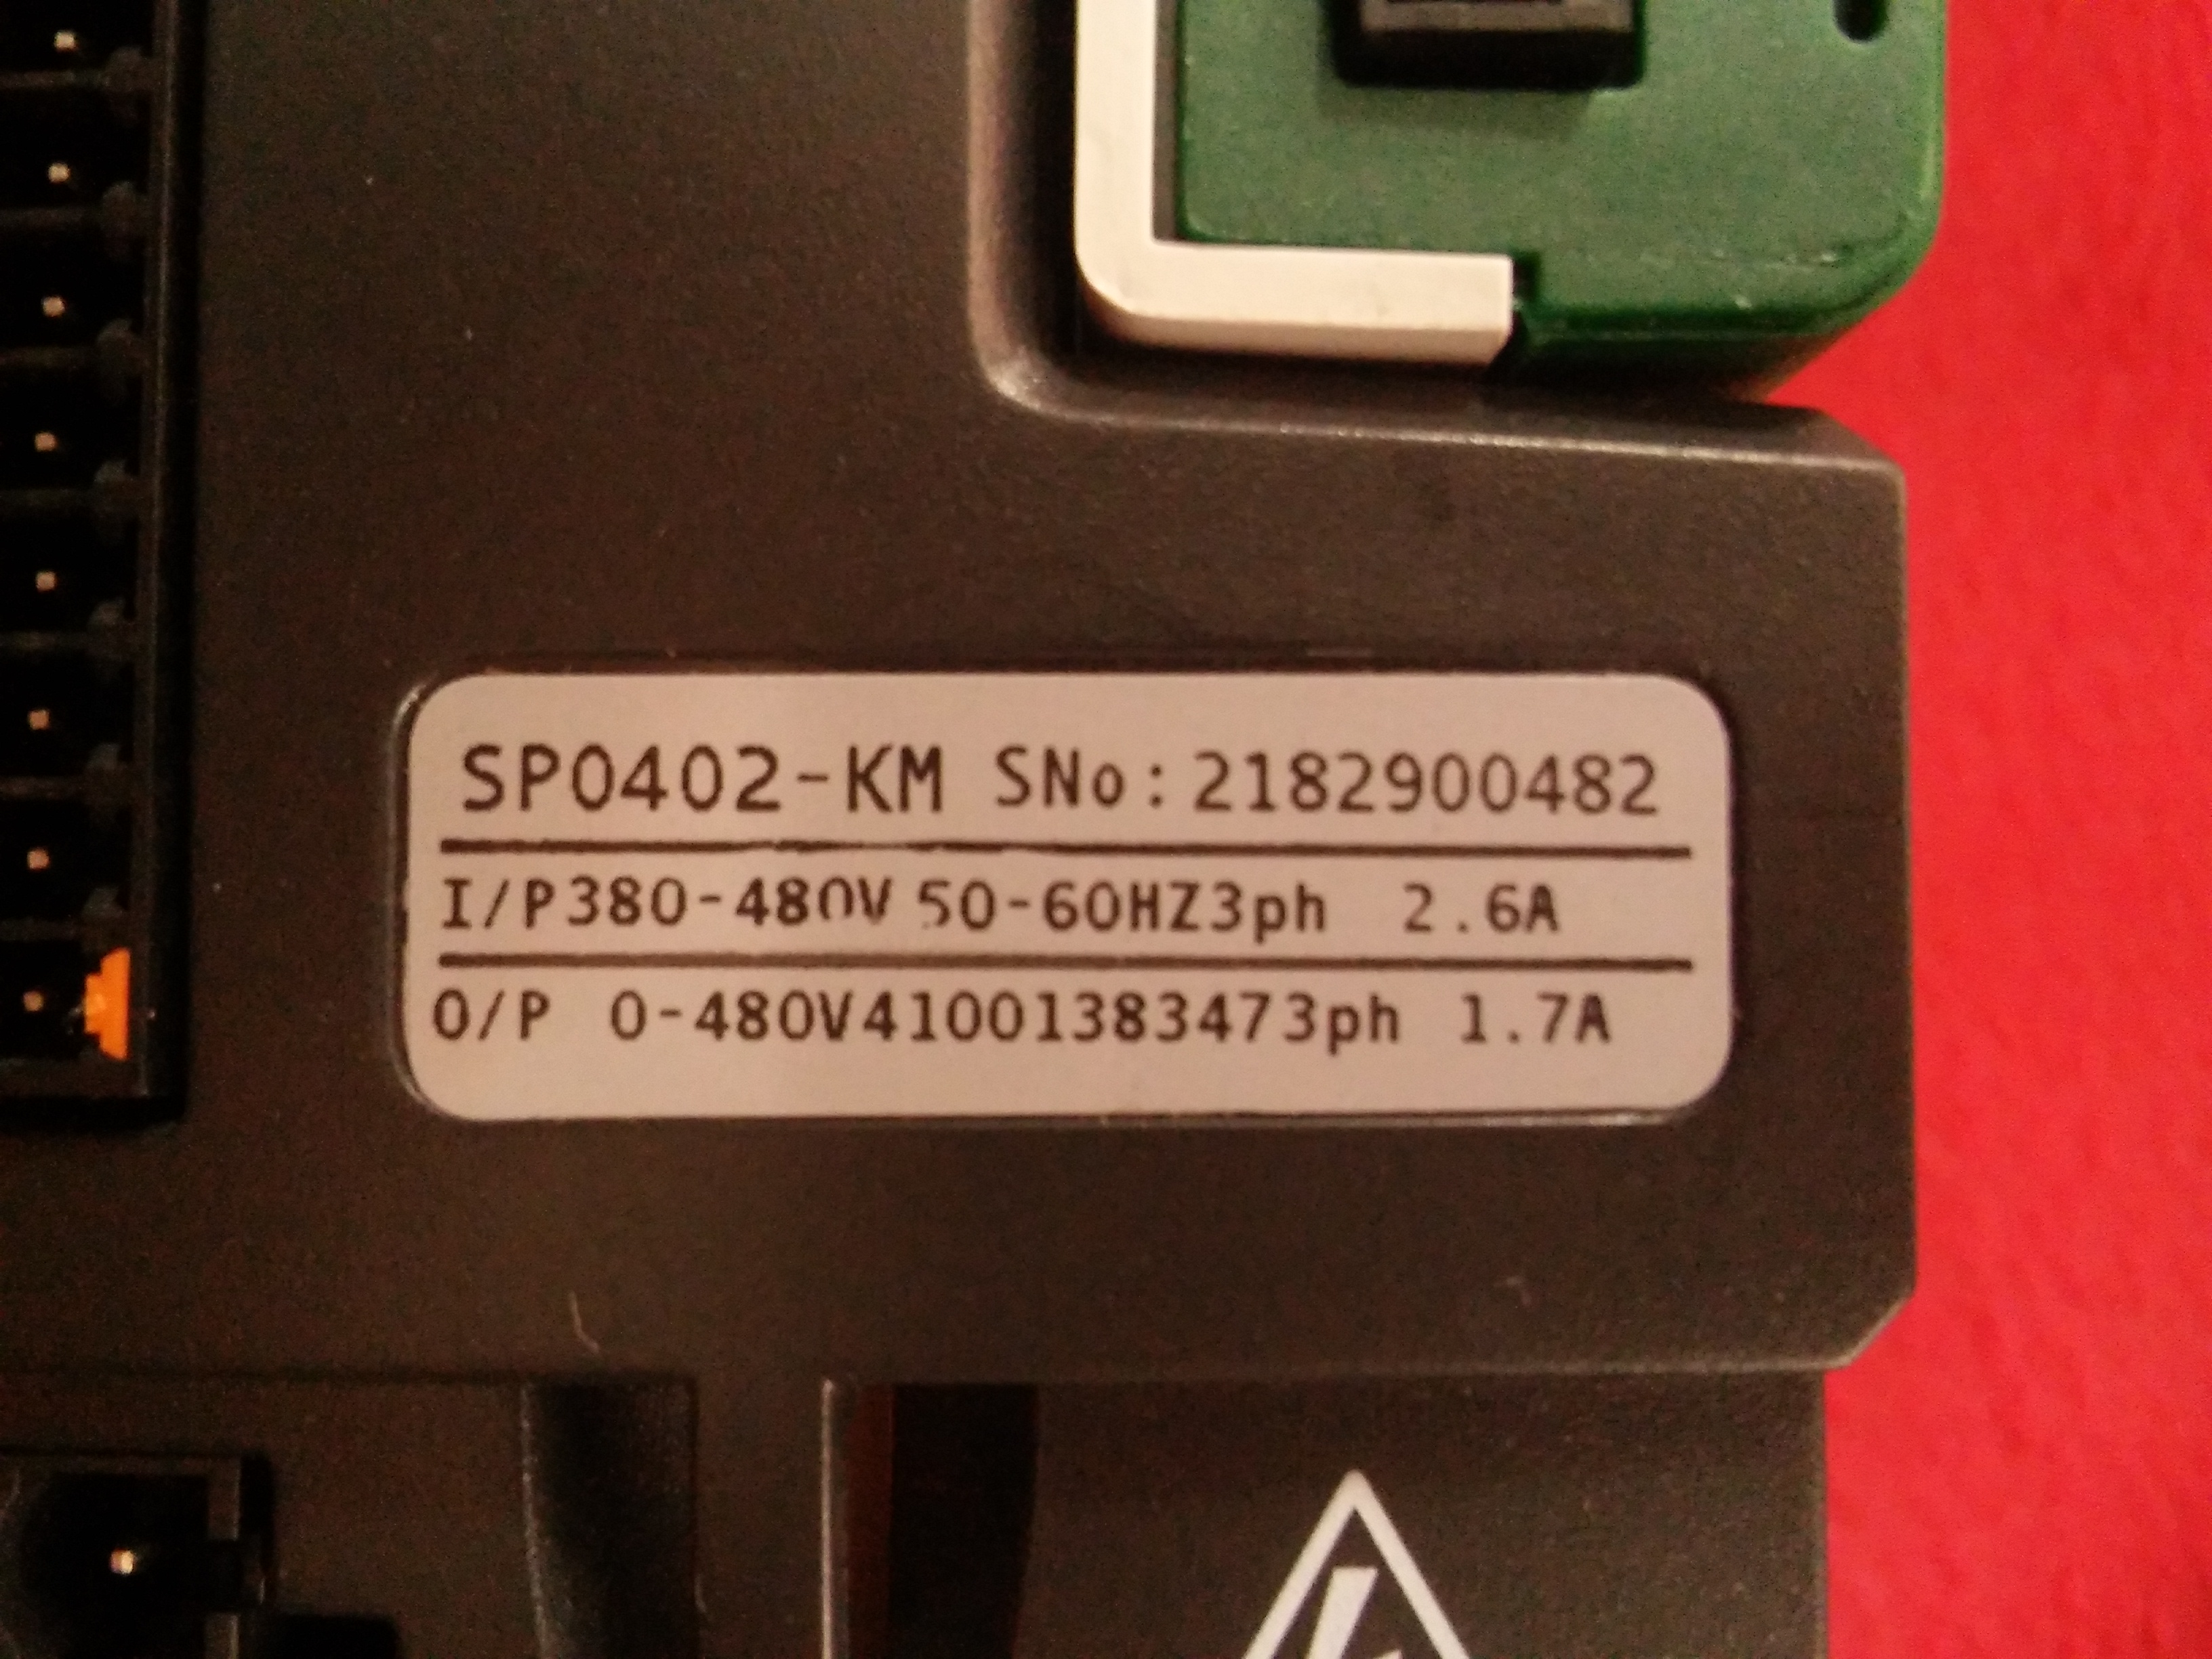 SP0402-KM SNo:2182900482
I/P380-480V 50-60HZ3ph 2.6A
O/P 0-480V41001383473ph 1.7A